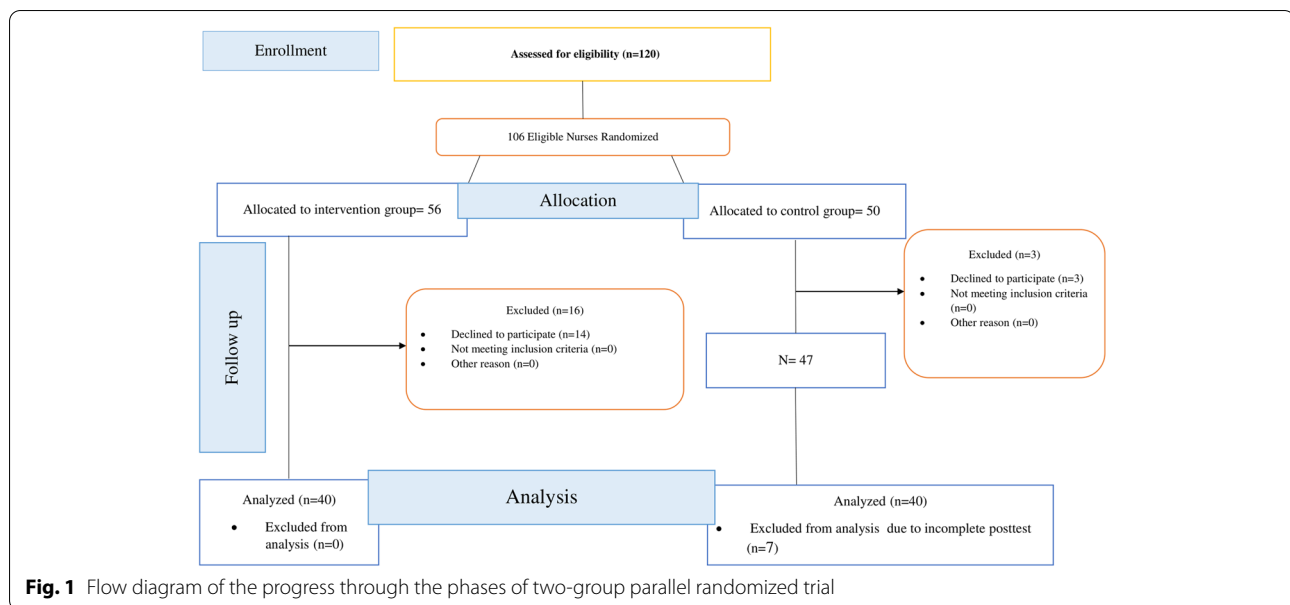 Enrollment
Assessed for eligibility (n=120)
106 Eligible Nurses Randomized
Allocated to intervention group= 56
Allocation
Allocated to control group= 50
Follow up
Excluded (n=16)
• Declined to participate (n=14)
• Not meeting inclusion criteria (n=0)
• Other reason (n=0)
Excluded (n=3)
• Declined to participate (n=3)
• Not meeting inclusion criteria
(n=0)
• Other reason (n=0)
N= 47
Analysis
Analyzed (n=40)
• Excluded from
analysis (n=0)
Analyzed (n=40)
• Excluded from analysis due to incomplete posttest
(n=7)
Fig. 1 Flow diagram of the progress through the phases of two-group parallel randomized trial